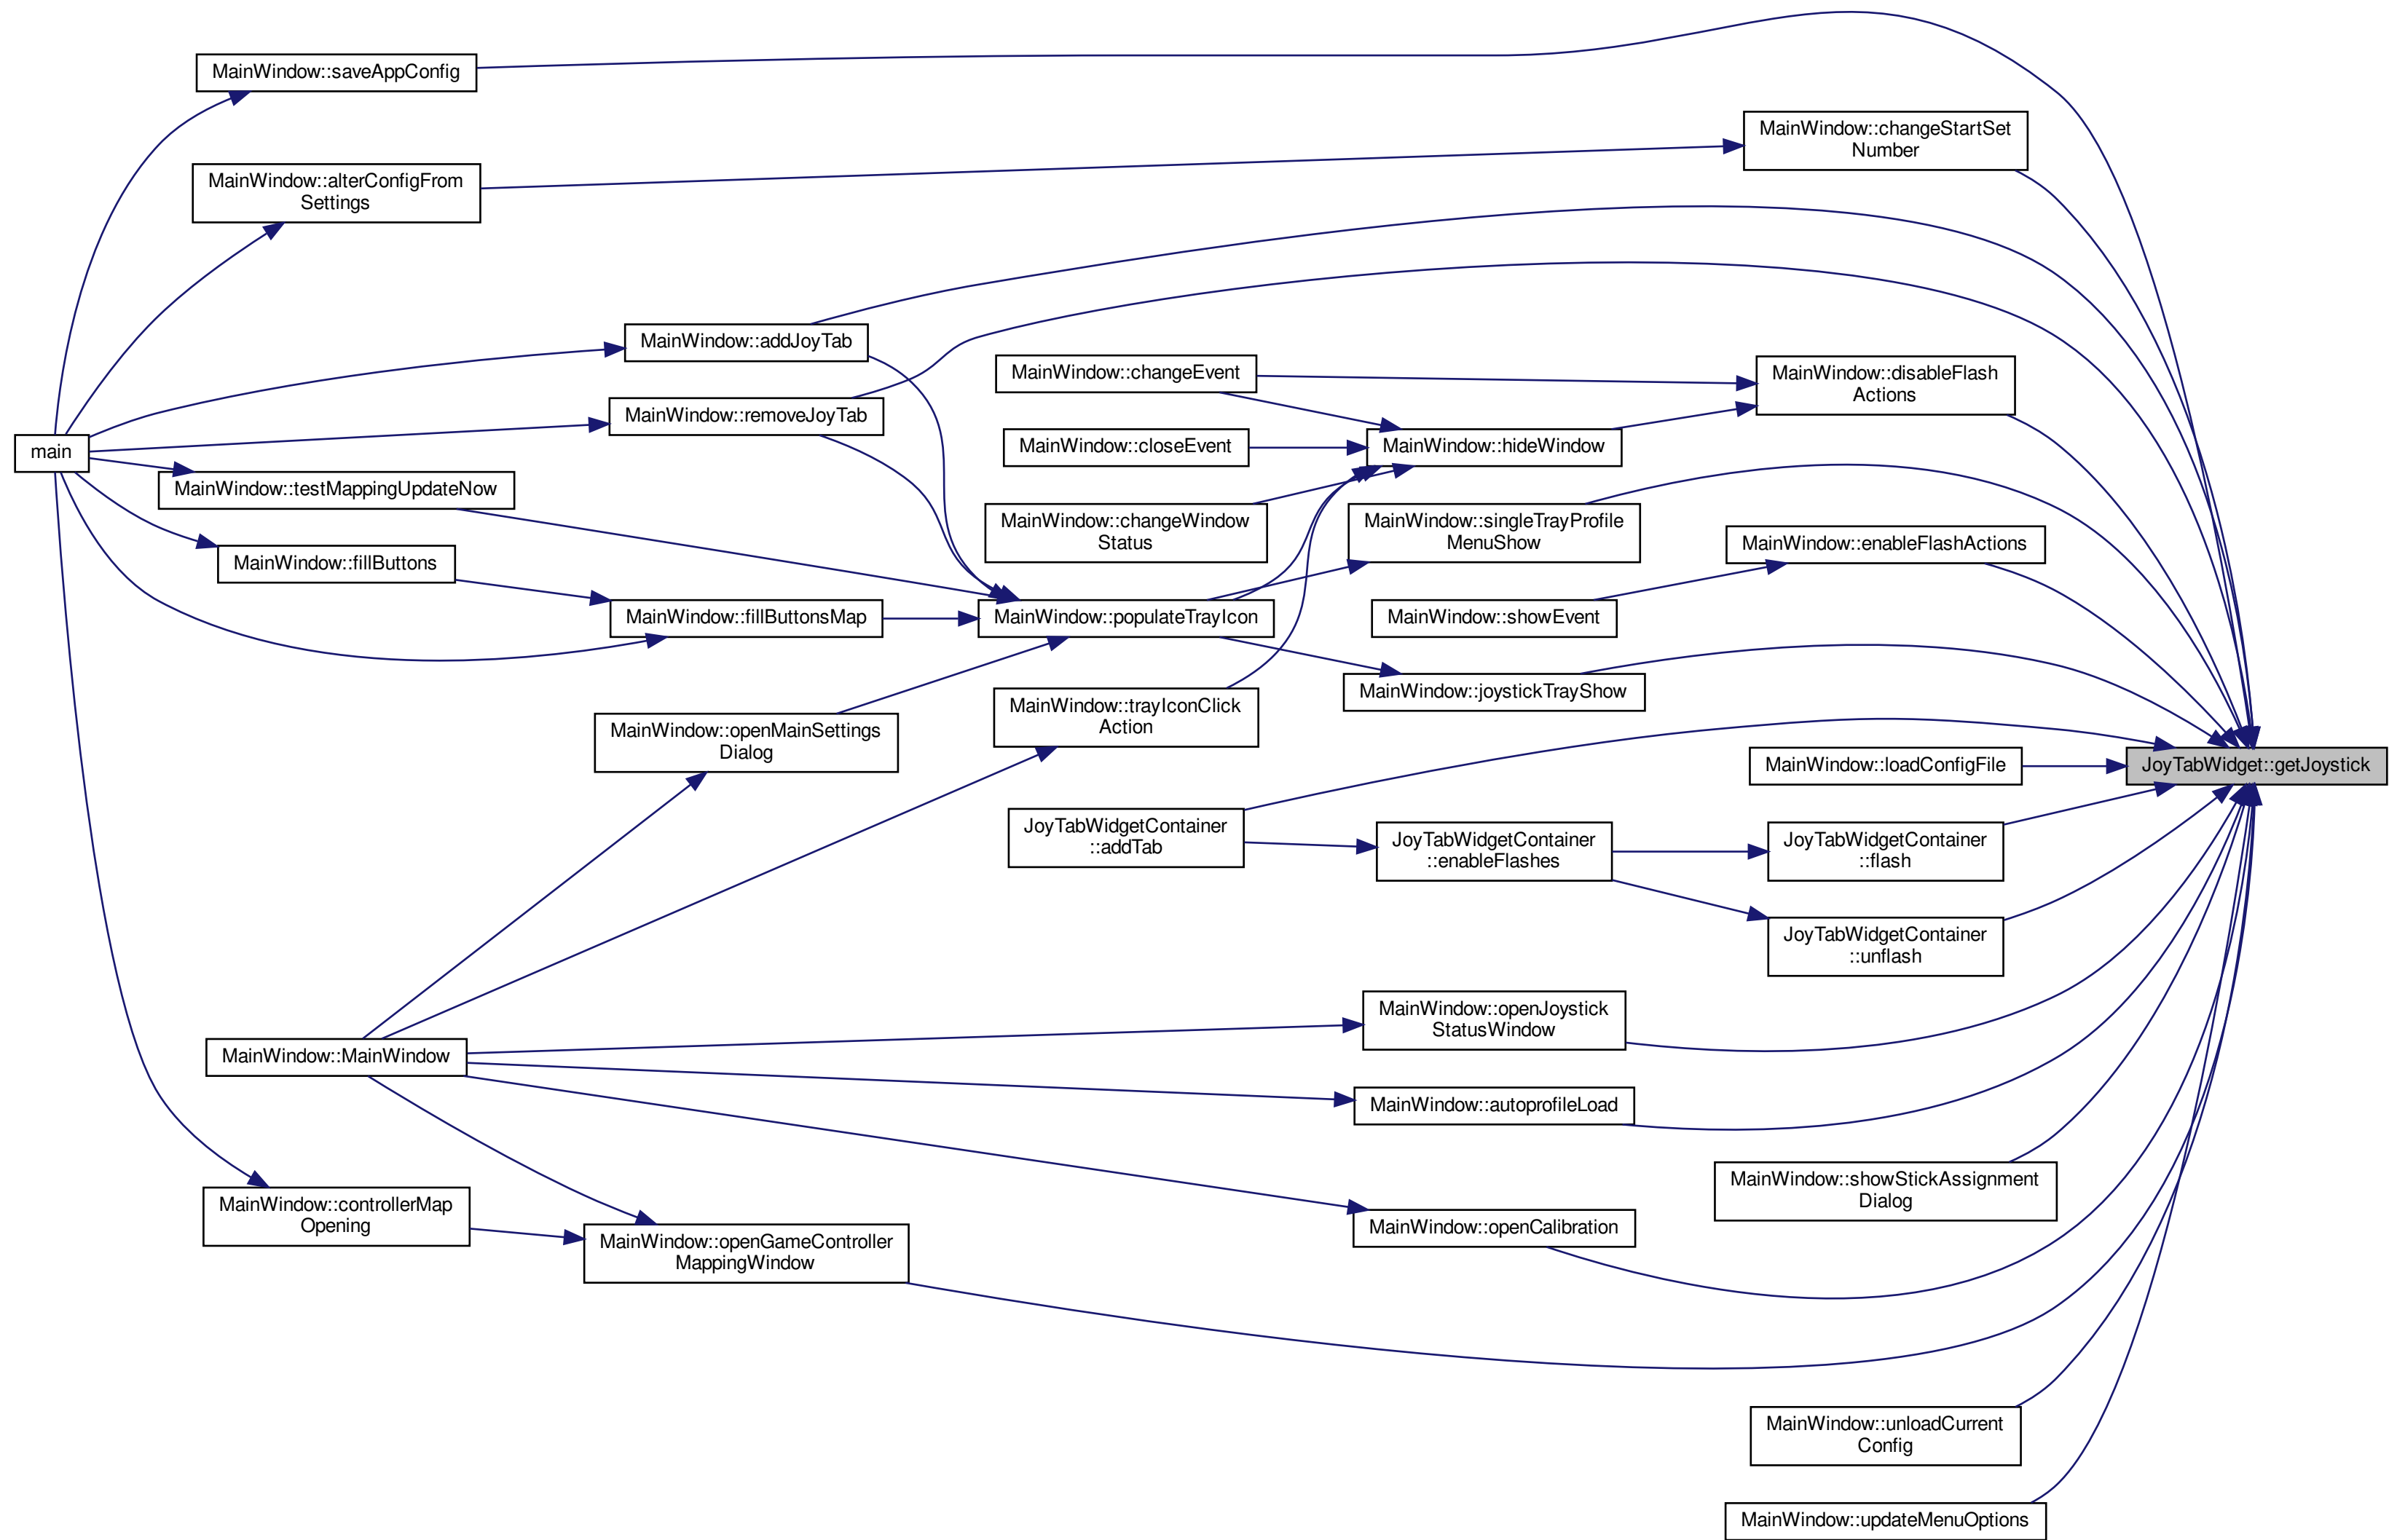 MainWindow::saveAppConfig
MainWindow::changeStartSet
Number
MainWindow::alterConfigFrom
Settings
MainWindow::addJoyTab
MainWindow::changeEvent
MainWindow::disableFlash
Actions
MainWindow::removeJoyTab
main
MainWindow::closeEvent
MainWindow::hideWindow
MainWindow::testMappingUpdateNow
MainWindow::changeWindow
Status
MainWindow::singleTrayProfile
MenuShow
MainWindow::enableFlashActions
MainWindow::fillButtons
MainWindow::fillButtonsMap
MainWindow::populateTrayIcon
MainWindow::showEvent
MainWindow::joystickTrayShow
MainWindow::trayIconClick
Action
MainWindow::openMainSettings
Dialog
MainWindow::loadConfigFile
JoyTabWidget::getJoystick
JoyTabWidgetContainer
::addTab
JoyTabWidgetContainer
::enableFlashes
JoyTabWidgetContainer
::flash
JoyTabWidgetContainer
::unflash
MainWindow::openJoystick
StatusWindow
MainWindow::MainWindow
MainWindow::autoprofileLoad
MainWindow::showStickAssignment
Dialog
MainWindow::controllerMap
Opening
MainWindow::openGameController
MappingWindow
MainWindow::openCalibration
MainWindow::unloadCurrent
Config
MainWindow::updateMenuOptions